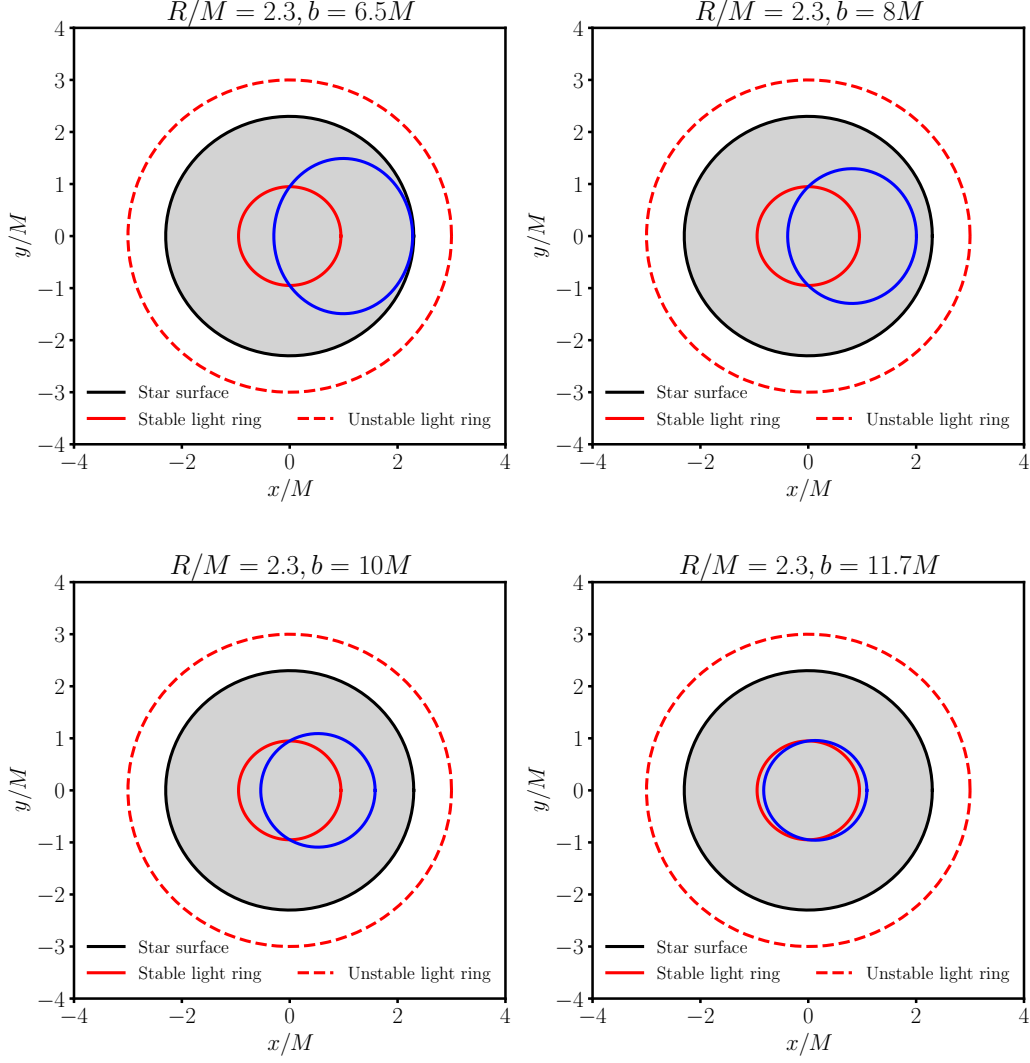 R/M = 2.3, b = 6.5M
4
3
2
1
0
−1
−2
−3
−4
y/M
Star surface
Stable light ring
Unstable light ring
−4 −2 0 2 4
x/M
R/M = 2.3, b = 8M
4
3
2
1
0
−1
−2
−3
−4
y/M
Star surface
Stable light ring
Unstable light ring
−4 −2 0 2 4
x/M
R/M = 2.3, b = 10M
4
3
2
1
0
−1
−2
−3
−4
y/M
Star surface
Stable light ring
Unstable light ring
−4 −2 0 2 4
x/M
R/M = 2.3, b = 11.7M
4
3
2
1
0
−1
−2
−3
−4
y/M
Star surface
Stable light ring
Unstable light ring
−4 −2 0 2 4
x/M